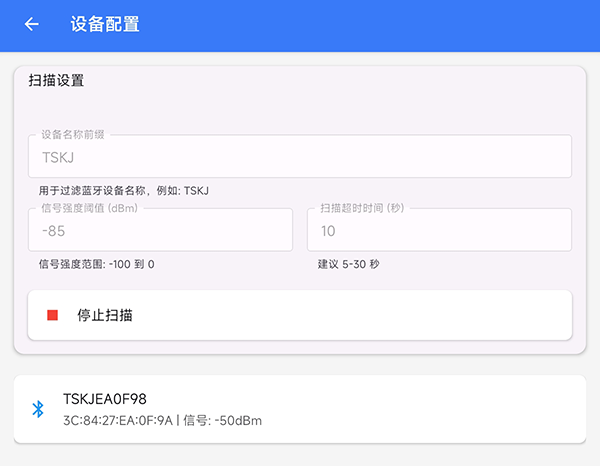 设备配置
扫描设置
设备名称前缀
TSKJ
用于过滤蓝牙设备名称，例如: TSKJ
信号强度阈值 (dBm)
扫描超时时间 (秒)
-85
10
信号强度范围: -100 到 0
建议 5-30 秒
停止扫描
TSKJEA0F98
3C:84:27:EA:0F:9A | 信号: -50dBm